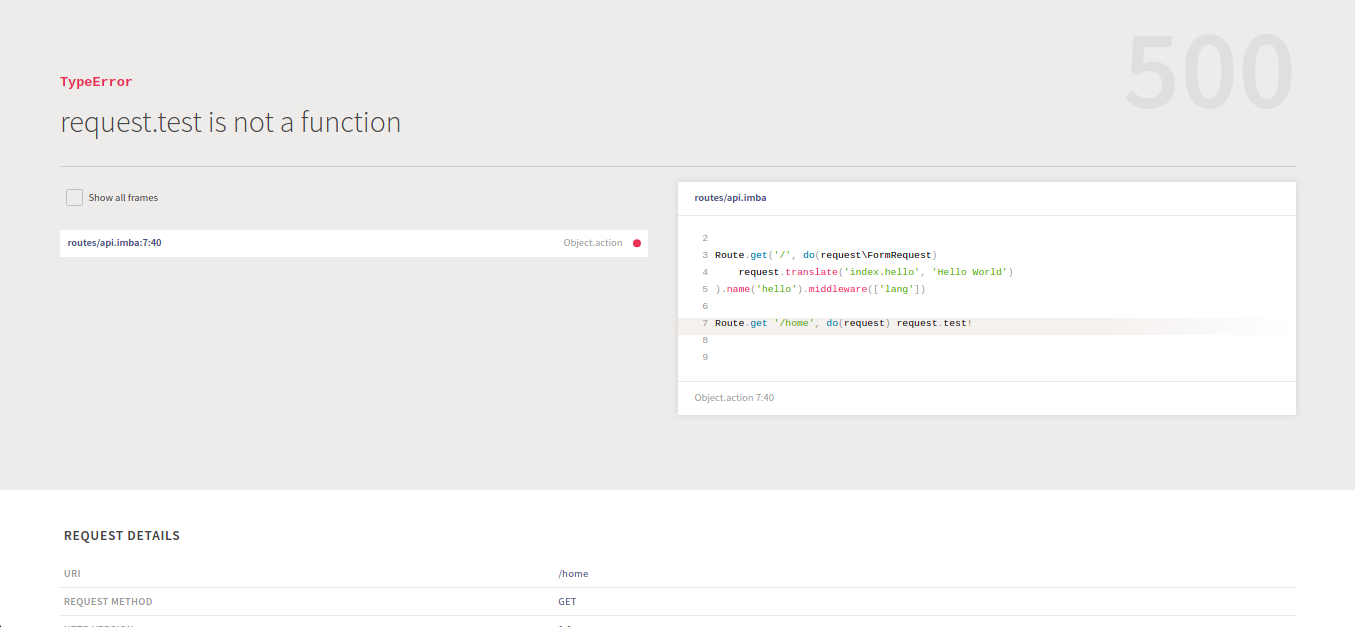 500
TypeError
request.test is not a function
Show all frames
routes/api.imba:7:40 Object.action
routes/api.imba
2
3 Route.get('/', do(request\FormRequest)
4 request.translate('index.hello', 'Hello World')
5 ).name('hello').middleware(['lang'])
6
7 Route.get '/home', do(request) request.test!
8
9
Object.action 7:40
REQUEST DETAILS
URI /home
REQUEST METHOD GET